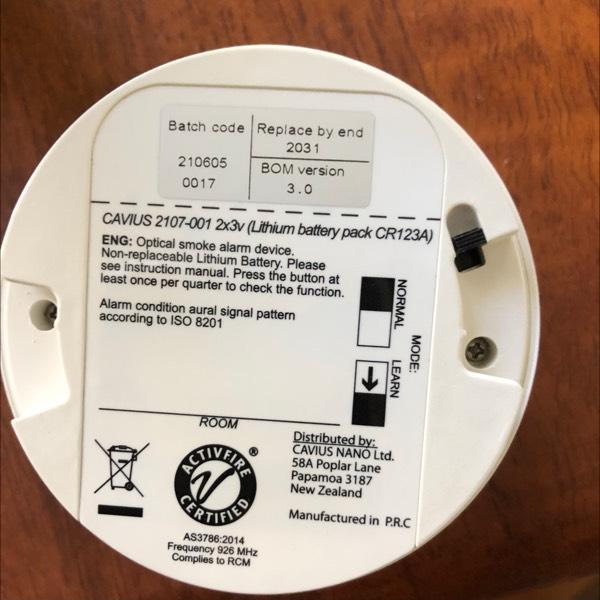 Batch code
210605
0017
Replace by end
2031
BOM version
3.0
CAVIUS 2107-001 2x3v (Lithium battery pack CR123A)
ENG: Optical smoke alarm device.
Non-replaceable Lithium Battery. Please
see instruction manual. Press the button at
least once per quarter to check the function.
Alarm condition aural signal pattern
according to ISO 8201
MODE:
NORMAL
LEARN
ROOM
ACTIVFIRE ®
CERTIFIED
AS3786:2014
Frequency 926 MHz
Complies to RCM
Distributed by:
CAVIUS NANO Ltd.
58A Poplar Lane
Papamoa 3187
New Zealand
Manufactured in P.R.C